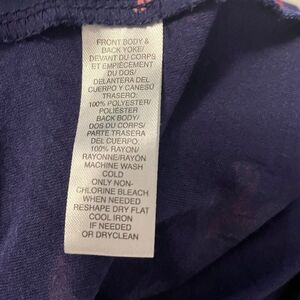 FRONT BODY &
BACK YOKE/
DEVANT DU CORPS
ET EMPIÈCEMENT
DU DOS/
DELANTERA DEL
CUERPO Y CANESÚ
TRASERO:
100% POLYESTER/
POLIÉSTER
BACK BODY/
DOS DU CORPS/
PARTE TRASERA
DEL CUERPO:
100% RAYON/
RAYONNE/RAYÓN
MACHINE WASH
COLD
ONLY NON-
CHLORINE BLEACH
WHEN NEEDED
RESHAPE DRY FLAT
COOL IRON
IF NEEDED
OR DRYCLEAN